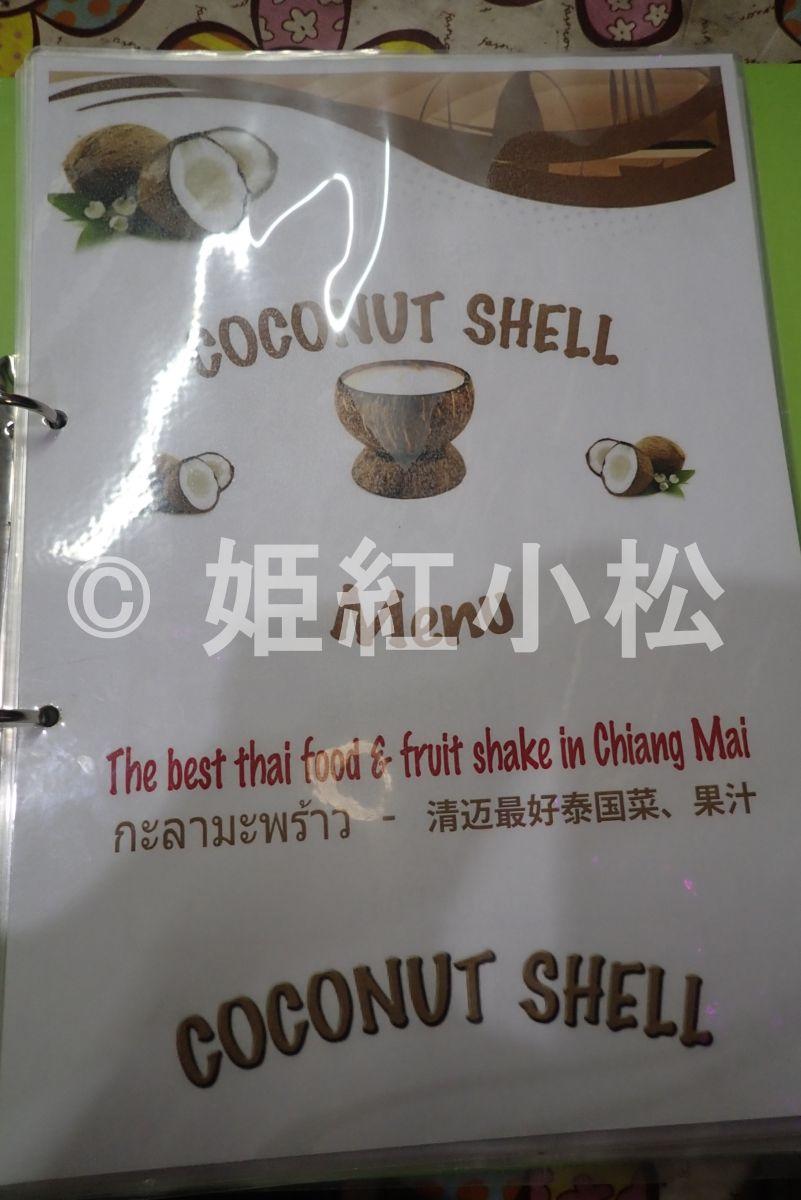 COCONUT SHELL
© 姫紅小松
Menu
The best thai food & fruit shake in Chiang Mai
กะลามะพร้าว - 清迈最好泰国菜、果汁
COCONUT SHELL